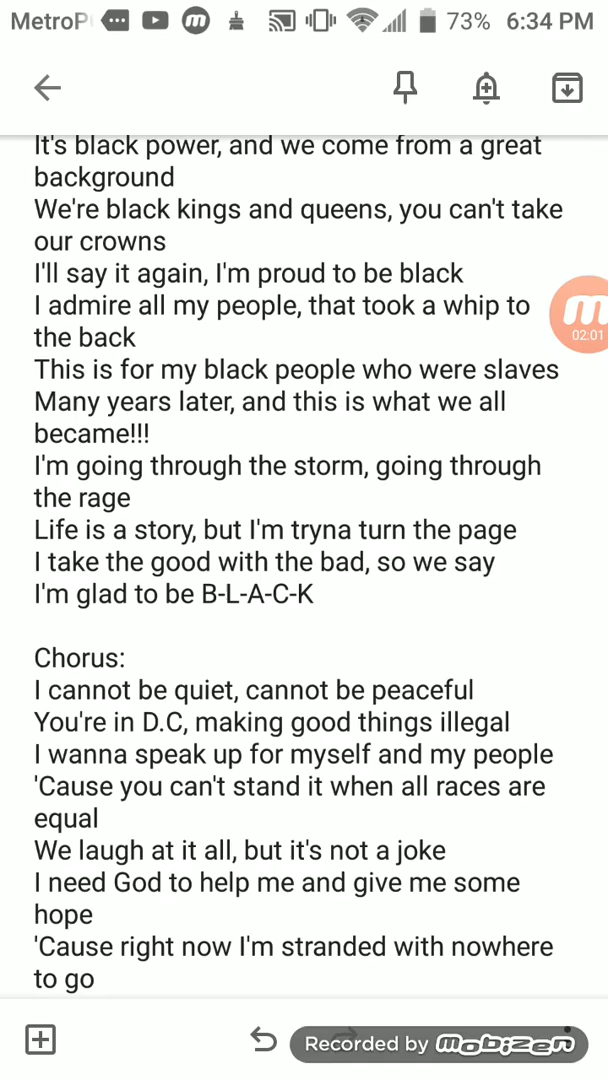 MetroP 73% 6:34 PM
It's black power, and we come from a great
background
We're black kings and queens, you can't take
our crowns
I'll say it again, I'm proud to be black
I admire all my people, that took a whip to
the back
02:01
This is for my black people who were slaves
Many years later, and this is what we all
became!!!
I'm going through the storm, going through
the rage
Life is a story, but I'm tryna turn the page
I take the good with the bad, so we say
I'm glad to be B-L-A-C-K
Chorus:
I cannot be quiet, cannot be peaceful
You're in D.C, making good things illegal
I wanna speak up for myself and my people
'Cause you can't stand it when all races are
equal
We laugh at it all, but it's not a joke
I need God to help me and give me some
hope
'Cause right now I'm stranded with nowhere
to go
Recorded by mobizen